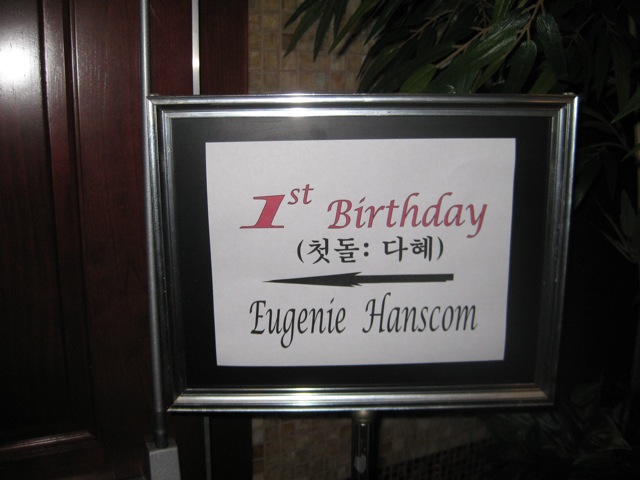 1st Birthday
(첫돌: 다혜)
Eugenie Hanscom